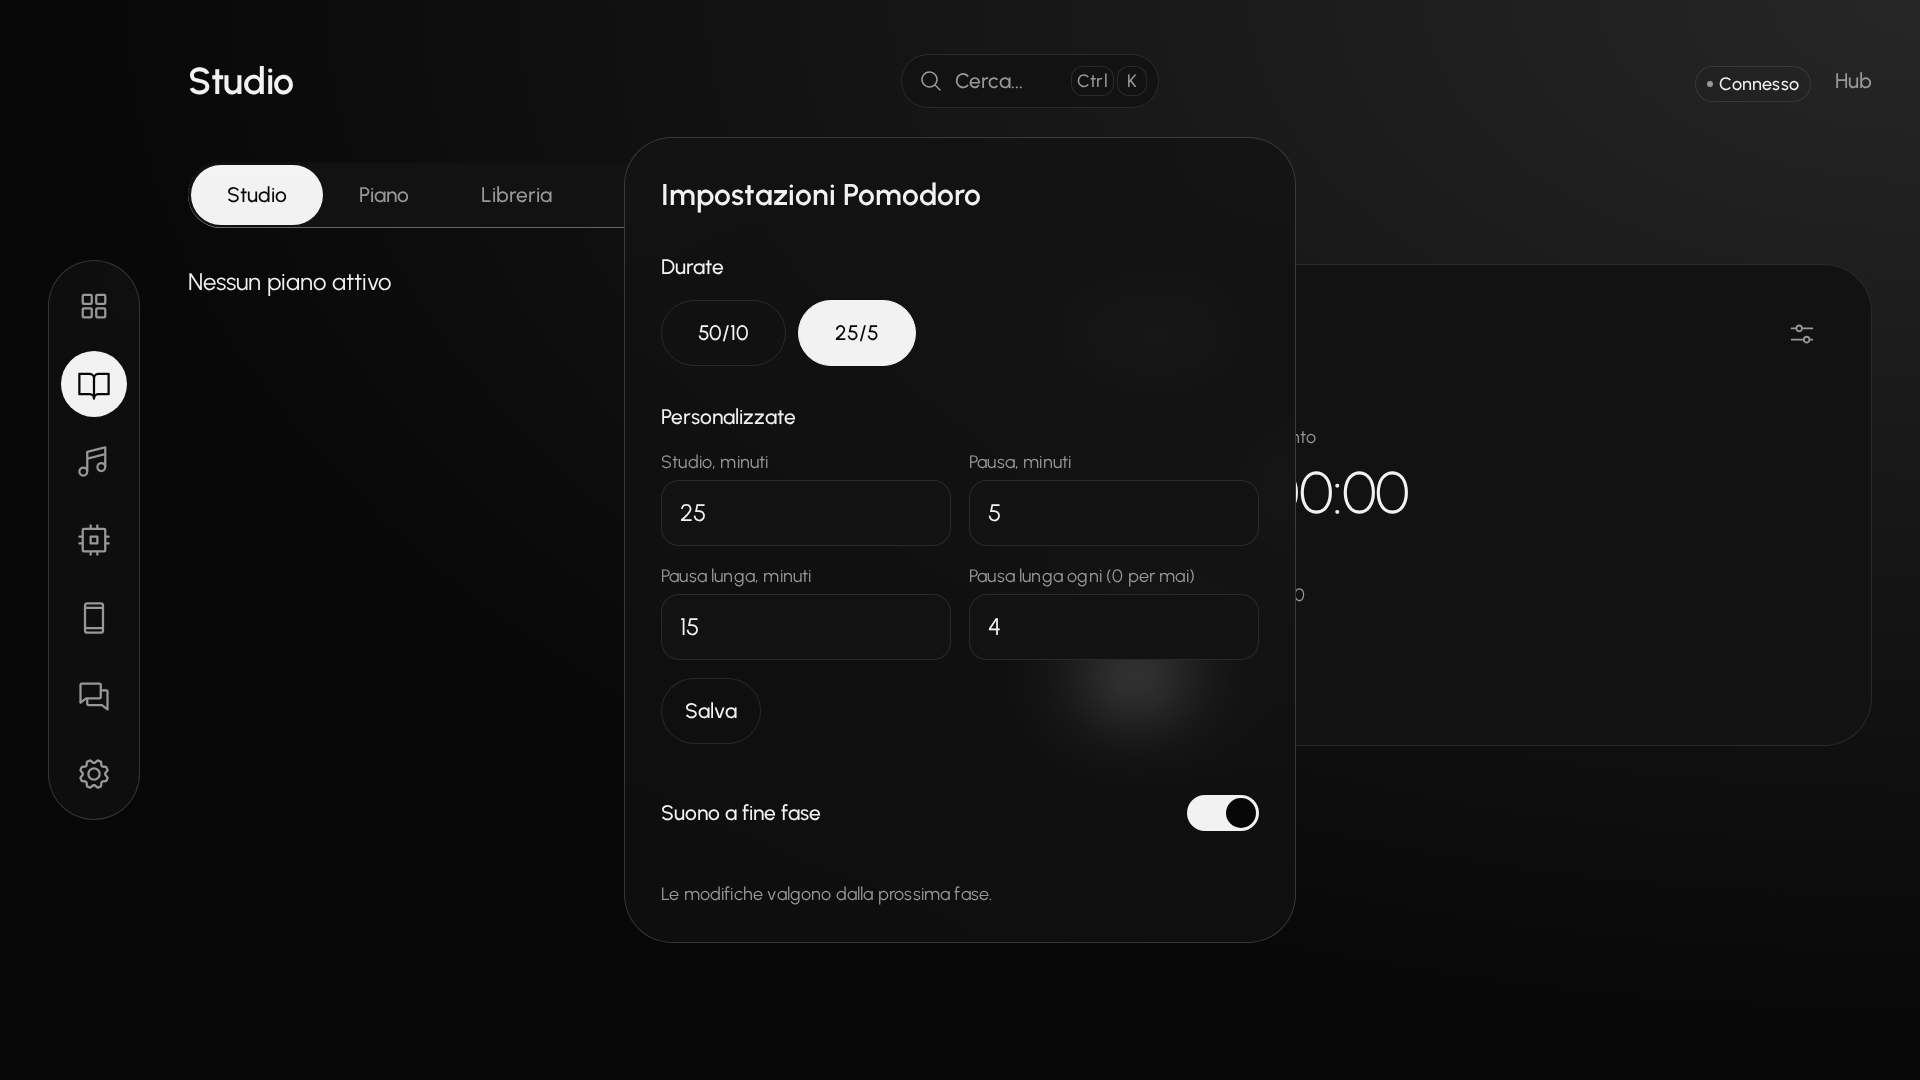 Studio
Cerca...
Ctrl K
Connesso
Hub
Studio
Piano
Libreria
Nessun piano attivo
Impostazioni Pomodoro
Durate
50/10
25/5
Personalizzate
Studio, minuti
Pausa, minuti
25
5
Pausa lunga, minuti
Pausa lunga ogni (0 per mai)
15
4
Salva
Suono a fine fase
Le modifiche valgono dalla prossima fase.